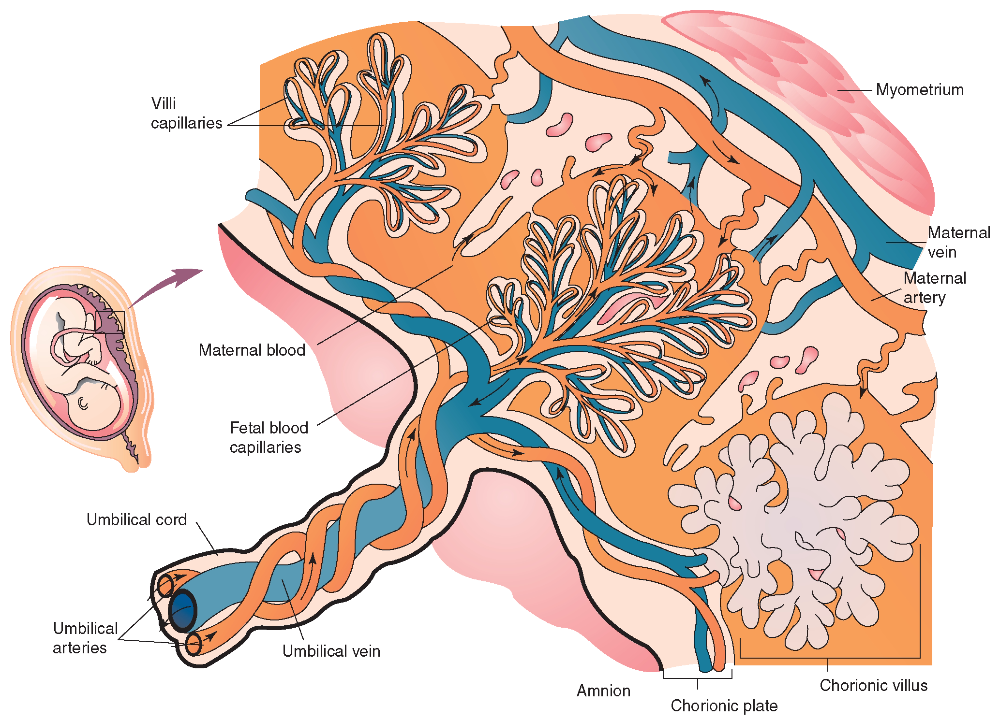 Villi
capillaries
Myometrium
Maternal
vein
Maternal
artery
Maternal blood
Fetal blood
capillaries
Umbilical cord
Umbilical
arteries
Umbilical vein
Amnion
Chorionic plate
Chorionic villus